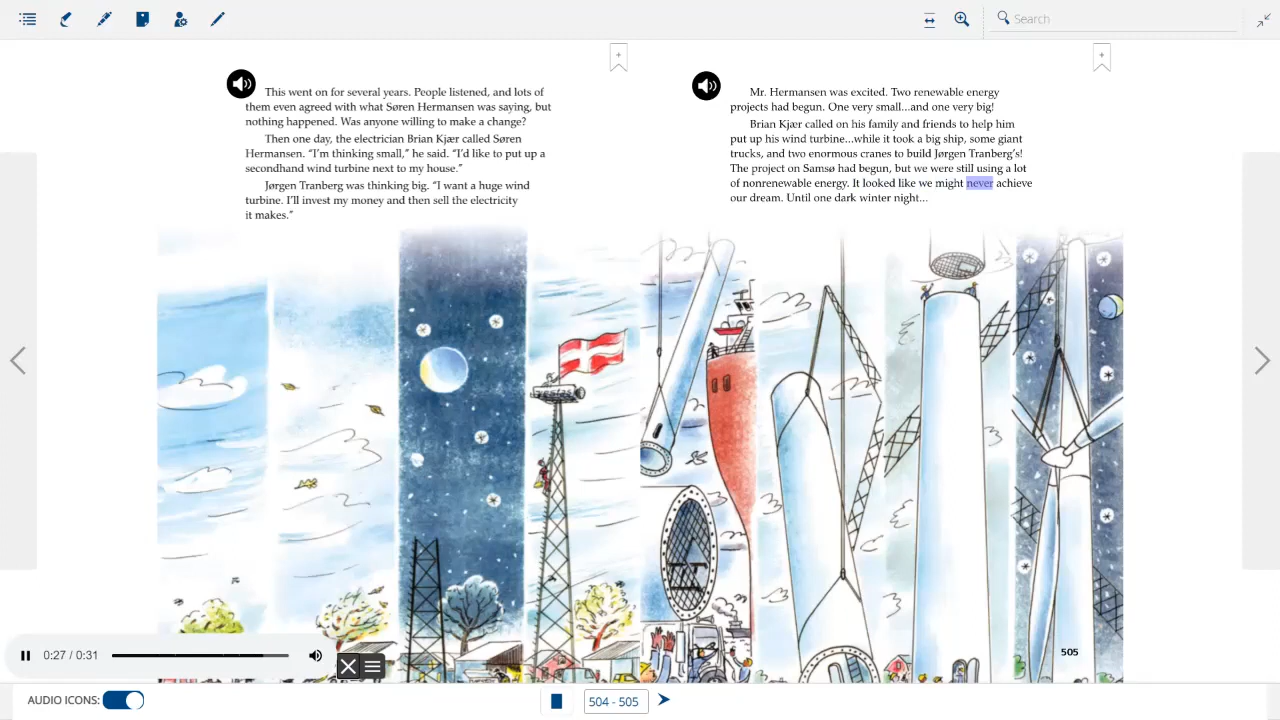 Search
This went on for several years. People listened, and lots of
them even agreed with what Søren Hermansen was saying, but
nothing happened. Was anyone willing to make a change?
Then one day, the electrician Brian Kjær called Søren
Hermansen. “I’m thinking small,” he said. “I’d like to put up a
secondhand wind turbine next to my house.”
Jørgen Tranberg was thinking big. “I want a huge wind
turbine. I’ll invest my money and then sell the electricity
it makes.”
Mr. Hermansen was excited. Two renewable energy
projects had begun. One very small...and one very big!
Brian Kjær called on his family and friends to help him
put up his wind turbine...while it took a big ship, some giant
trucks, and two enormous cranes to build Jørgen Tranberg’s!
The project on Samsø had begun, but we were still using a lot
of nonrenewable energy. It looked like we might never achieve
our dream. Until one dark winter night...
505
0:27 / 0:31
AUDIO ICONS:
504 - 505